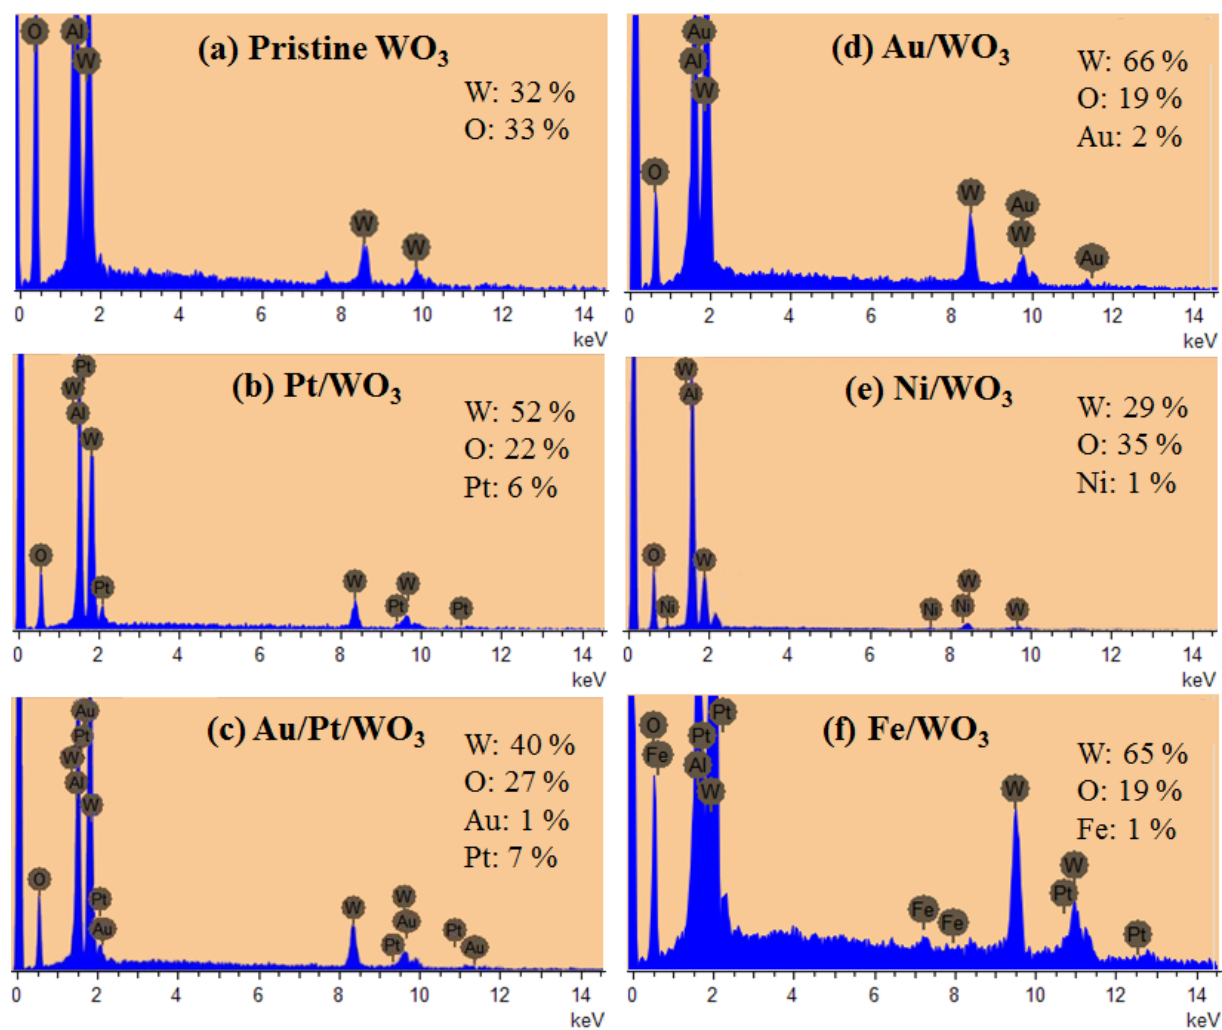 (a) Pristine WO₃
W: 32 %
O: 33 %
O
Al
W
W
W
0 2 4 6 8 10 12 14
keV
(d) Au/WO₃
W: 66 %
O: 19 %
Au: 2 %
Au
Al
W
O
W
Au
W
Au
0 2 4 6 8 10 12 14
keV
(b) Pt/WO₃
W: 52 %
O: 22 %
Pt: 6 %
Pt
W
Al
W
O
Pt
W
W
Pt
Pt
0 2 4 6 8 10 12 14
keV
(e) Ni/WO₃
W: 29 %
O: 35 %
Ni: 1 %
W
Al
O
W
Ni
Ni
Ni
W
W
0 2 4 6 8 10 12 14
keV
(c) Au/Pt/WO₃
W: 40 %
O: 27 %
Au: 1 %
Pt: 7 %
Au
Pt
W
Al
W
O
Pt
Au
W
W
Au
Pt
Pt
Au
0 2 4 6 8 10 12 14
keV
(f) Fe/WO₃
W: 65 %
O: 19 %
Fe: 1 %
O
Fe
Pt
Pt
Al
W
Fe
Fe
W
W
Pt
Pt
0 2 4 6 8 10 12 14
keV